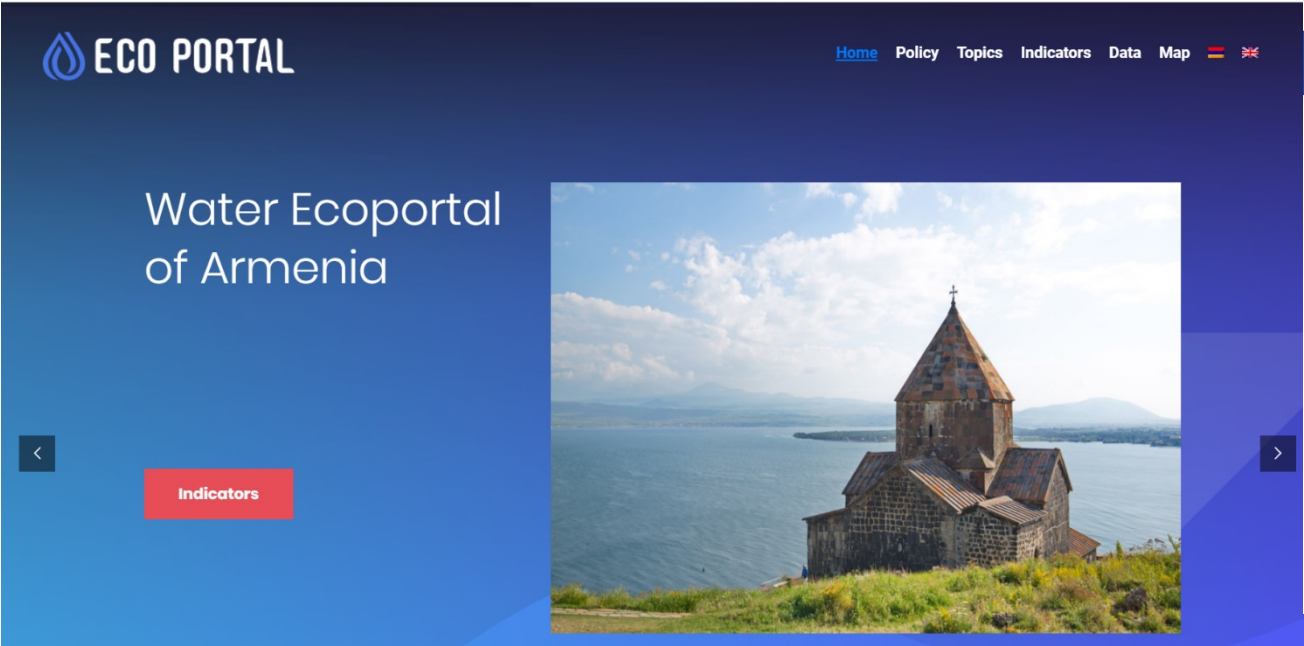 ECO PORTAL
Home Policy Topics Indicators Data Map
Water Ecoportal
of Armenia
Indicators